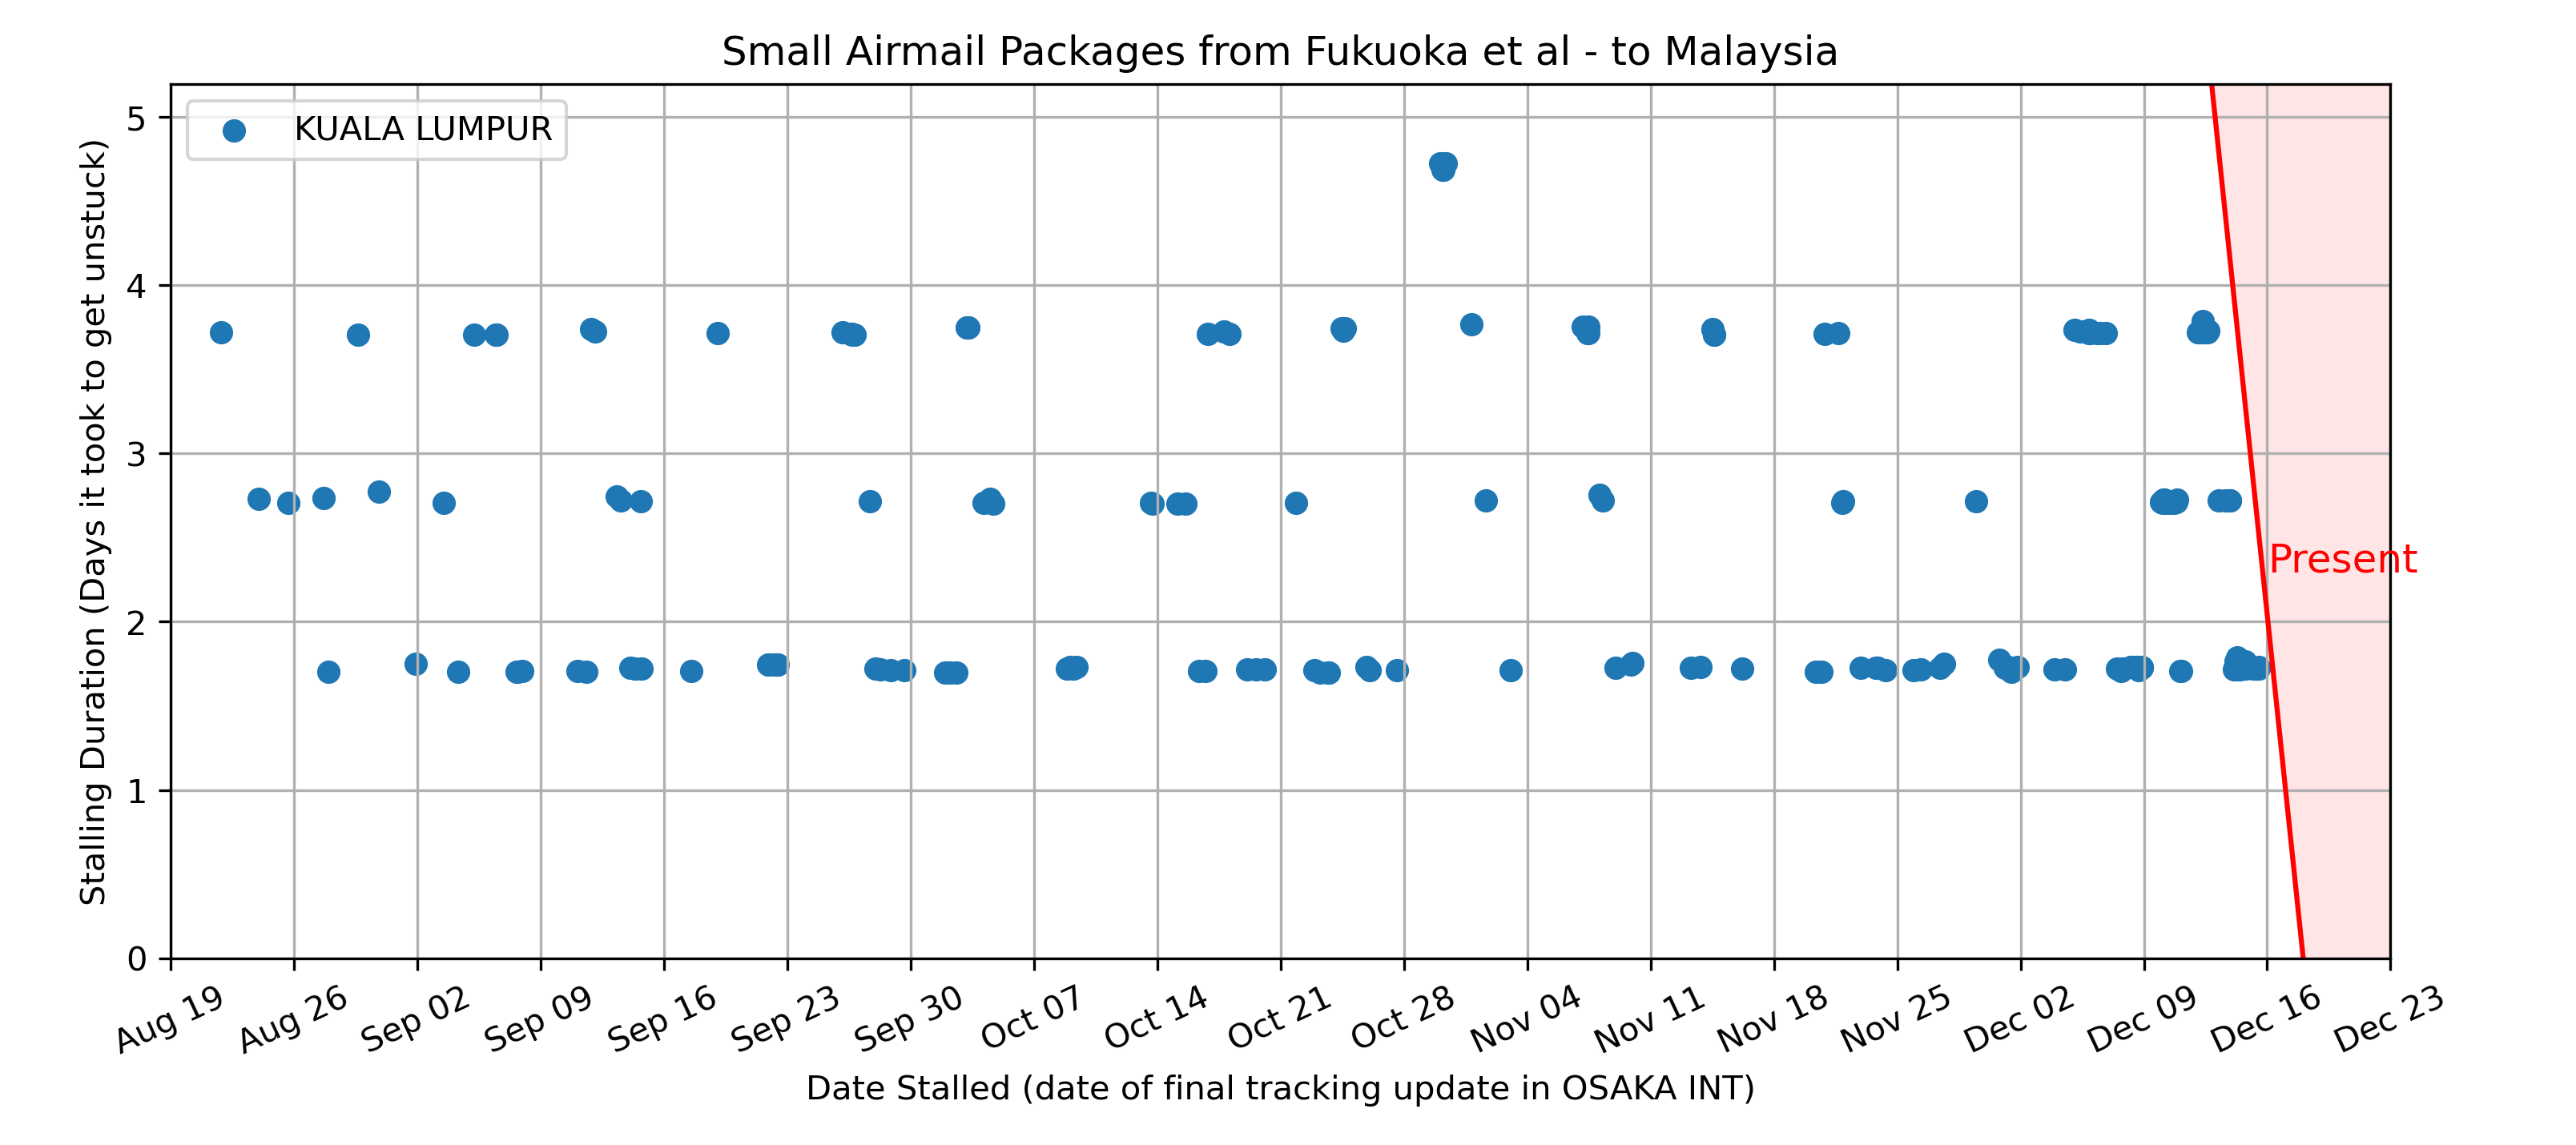 Small Airmail Packages from Fukuoka et al - to Malaysia
KUALA LUMPUR
Stalling Duration (Days it took to get unstuck)
5
4
3
2
1
0
Present
Aug 19
Aug 26
Sep 02
Sep 09
Sep 16
Sep 23
Sep 30
Oct 07
Oct 14
Oct 21
Oct 28
Nov 04
Nov 11
Nov 18
Nov 25
Dec 02
Dec 09
Dec 16
Dec 23
Date Stalled (date of final tracking update in OSAKA INT)